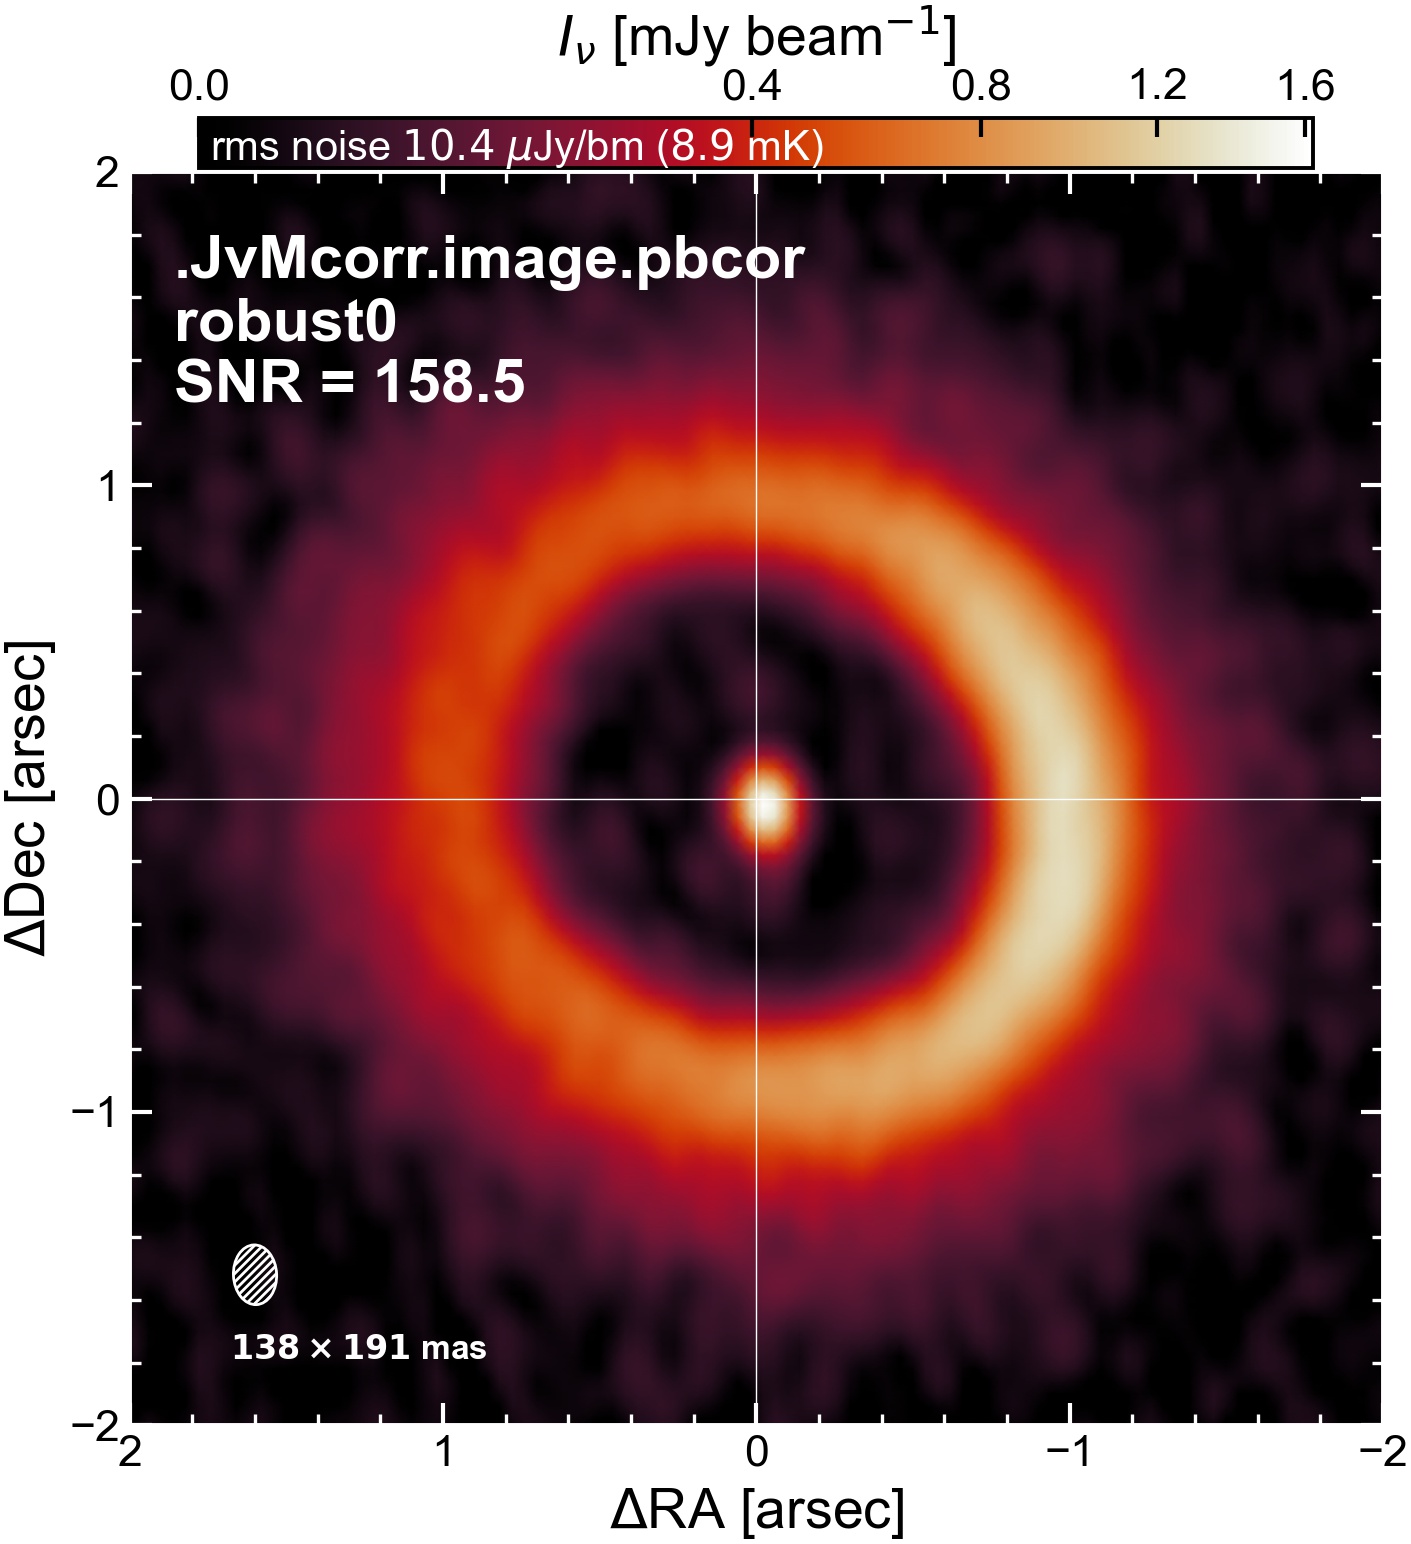 I_ν [mJy beam⁻¹]
0.0 0.4 0.8 1.2 1.6
rms noise 10.4 μJy/bm (8.9 mK)
.JvMcorr.image.pbcor
robust0
SNR = 158.5
2
1
0
−1
−2
ΔDec [arsec]
138 × 191 mas
2 1 0 −1 −2
ΔRA [arsec]